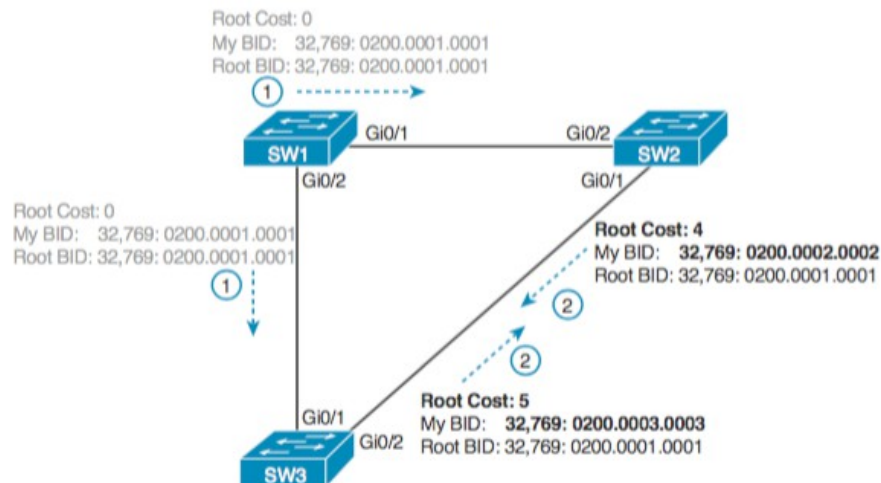 Root Cost: 0
My BID: 32,769: 0200.0001.0001
Root BID: 32,769: 0200.0001.0001
1
Gi0/1
Gi0/2
SW1
SW2
Gi0/2
Gi0/1
Root Cost: 0
My BID: 32,769: 0200.0001.0001
Root BID: 32,769: 0200.0001.0001
1
Root Cost: 4
My BID: 32,769: 0200.0002.0002
Root BID: 32,769: 0200.0001.0001
2
2
Root Cost: 5
My BID: 32,769: 0200.0003.0003
Root BID: 32,769: 0200.0001.0001
Gi0/1
Gi0/2
SW3